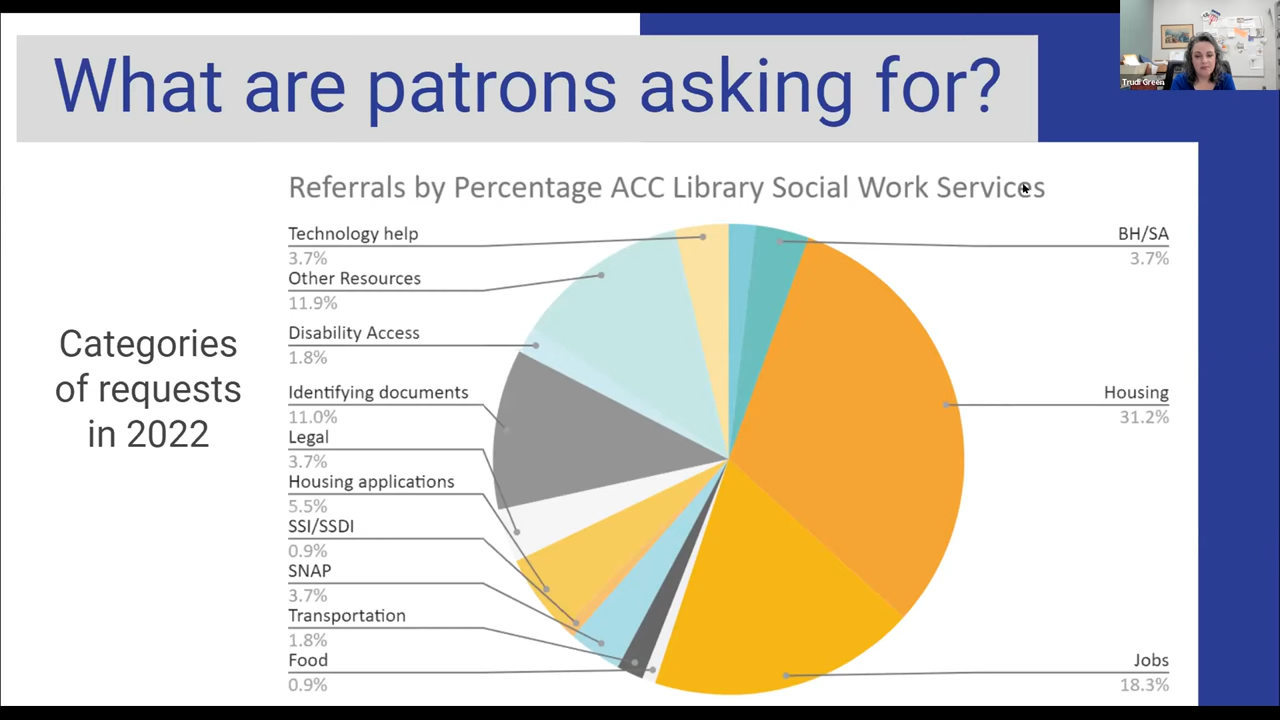 What are patrons asking for?
Trudi Green
Referrals by Percentage ACC Library Social Work Services
Categories
of requests
in 2022
Technology help
3.7%
Other Resources
11.9%
Disability Access
1.8%
Identifying documents
11.0%
Legal
3.7%
Housing applications
5.5%
SSI/SSDI
0.9%
SNAP
3.7%
Transportation
1.8%
Food
0.9%
BH/SA
3.7%
Housing
31.2%
Jobs
18.3%